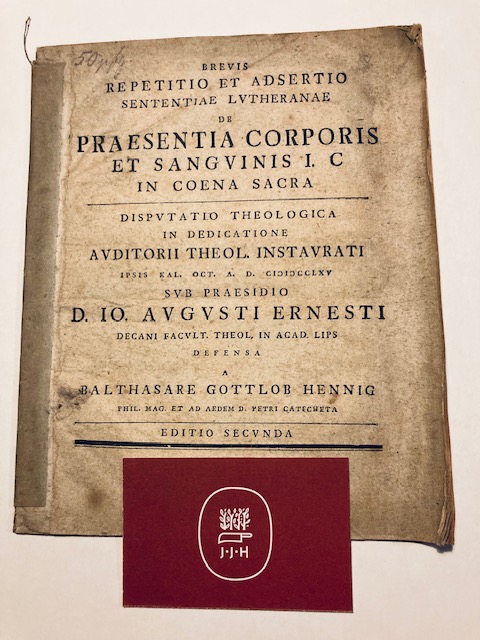 BREVIS
REPETITIO ET ADSERTIO
SENTENTIAE LVTHERANAE
DE
PRAESENTIA CORPORIS
ET SANGVINIS I. C
IN COENA SACRA
DISPVTATIO THEOLOGICA
IN DEDICATIONE
AVDITORII THEOL. INSTAVRATI
IPSIS KAL. OCT. A. D. CIƆIƆCCLXV
SVB PRAESIDIO
D. IO. AVGVSTI ERNESTI
DECANI FACVLT. THEOL. IN ACAD. LIPS
DEFENSA
A
BALTHASARE GOTTLOB HENNIG
PHIL. MAG. ET AD AEDEM D. PETRI CATECHETA
EDITIO SECVNDA
J·J·H